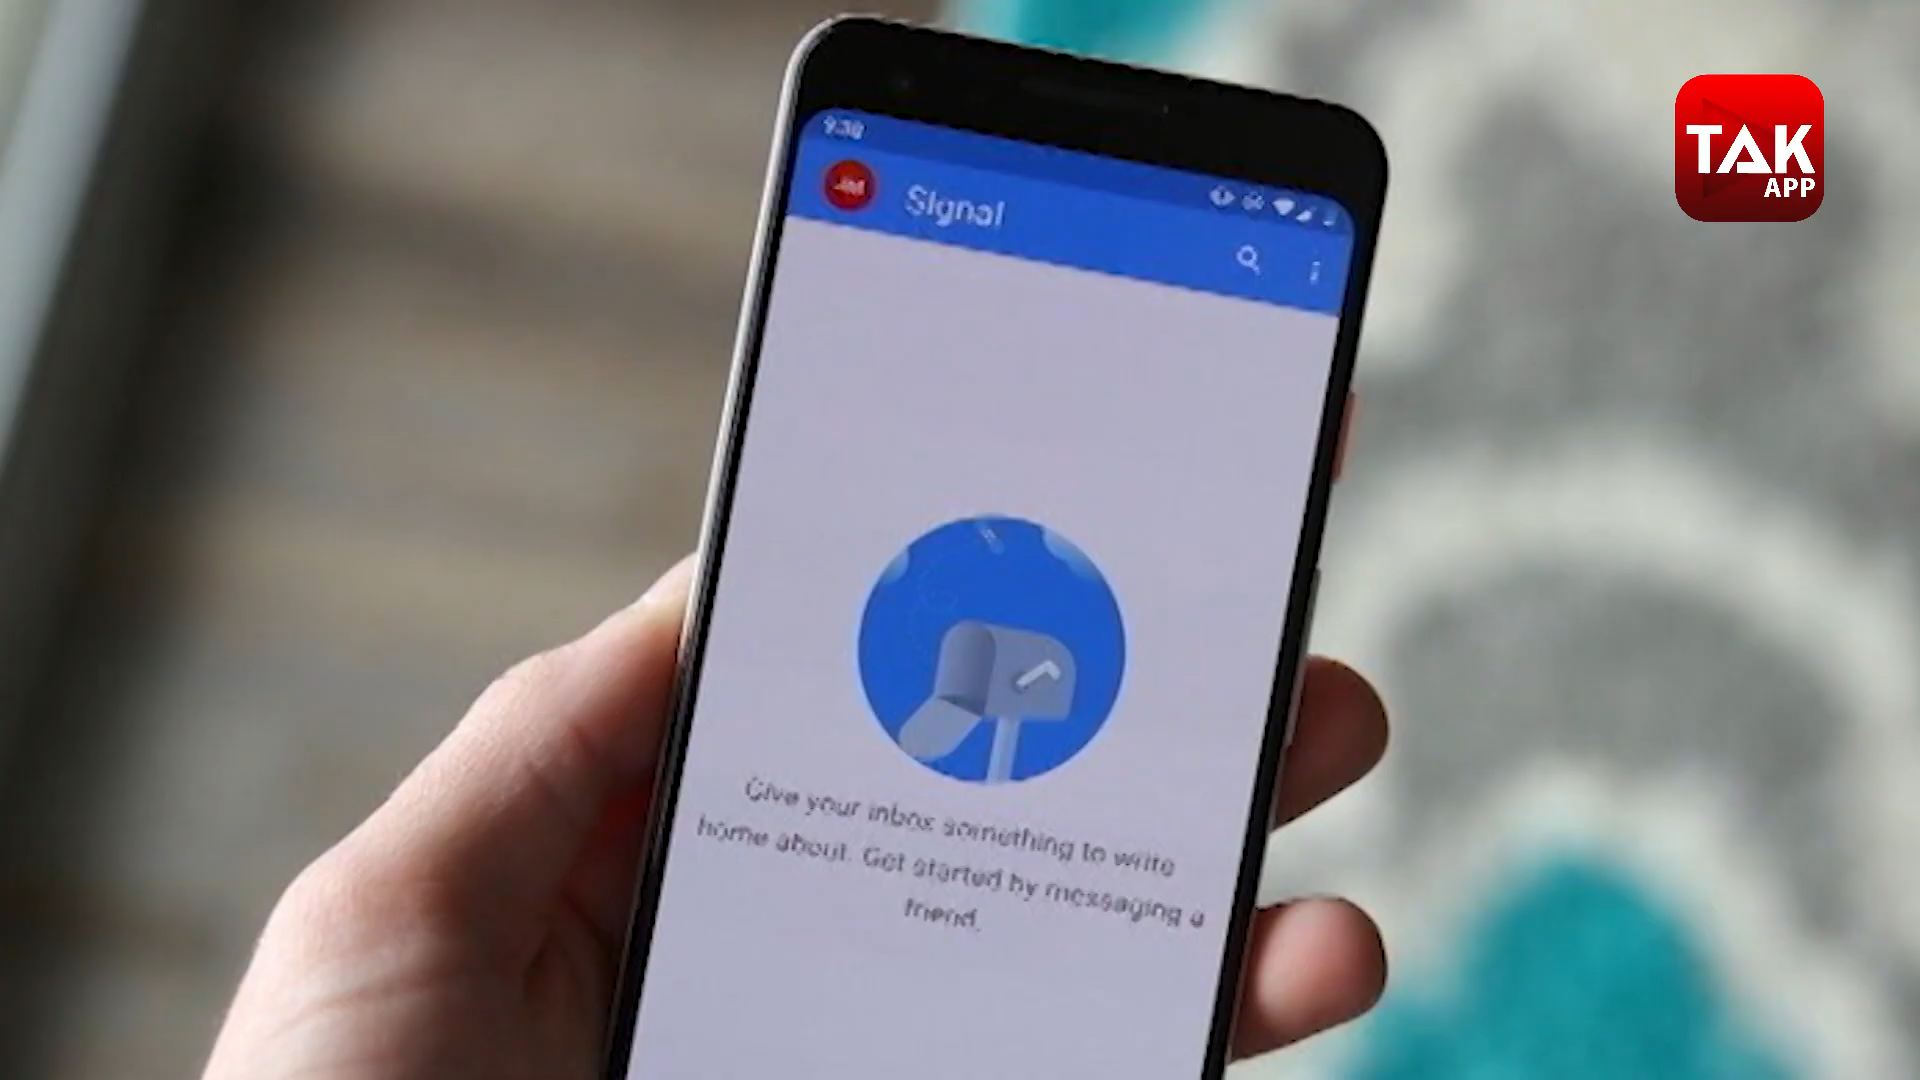 9:38
Signal
Give your inbox something to write
home about. Get started by messaging a
friend.
TAK
APP